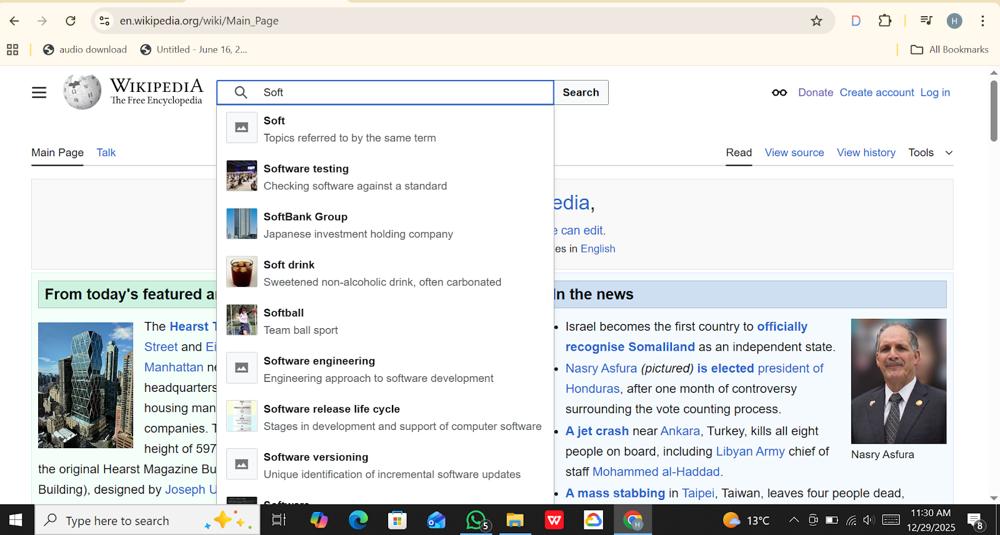 en.wikipedia.org/wiki/Main_Page
D
H
audio download
Untitled - June 16, 2...
All Bookmarks
WIKIPEDIA
The Free Encyclopedia
Soft
Search
Donate Create account Log in
Soft
Topics referred to by the same term
Main Page Talk
Read View source View history Tools
Software testing
Checking software against a standard
SoftBank Group
Japanese investment holding company
Soft drink
Sweetened non-alcoholic drink, often carbonated
Softball
Team ball sport
Software engineering
Engineering approach to software development
Software release life cycle
Stages in development and support of computer software
Software versioning
Unique identification of incremental software updates
Software
edia,
e can edit.
es in English
From today's featured a
The Hearst T
Street and Ei
Manhattan ne
headquarters
housing man
companies. T
height of 597
the original Hearst Magazine Bu
Building), designed by Joseph U
In the news
Israel becomes the first country to officially
recognise Somaliland as an independent state.
Nasry Asfura (pictured) is elected president of
Honduras, after one month of controversy
surrounding the vote counting process.
A jet crash near Ankara, Turkey, kills all eight
people on board, including Libyan Army chief of
staff Mohammed al-Haddad.
A mass stabbing in Taipei, Taiwan, leaves four people dead,
Nasry Asfura
Type here to search
5
W
H
13°C
11:30 AM
12/29/2025
8